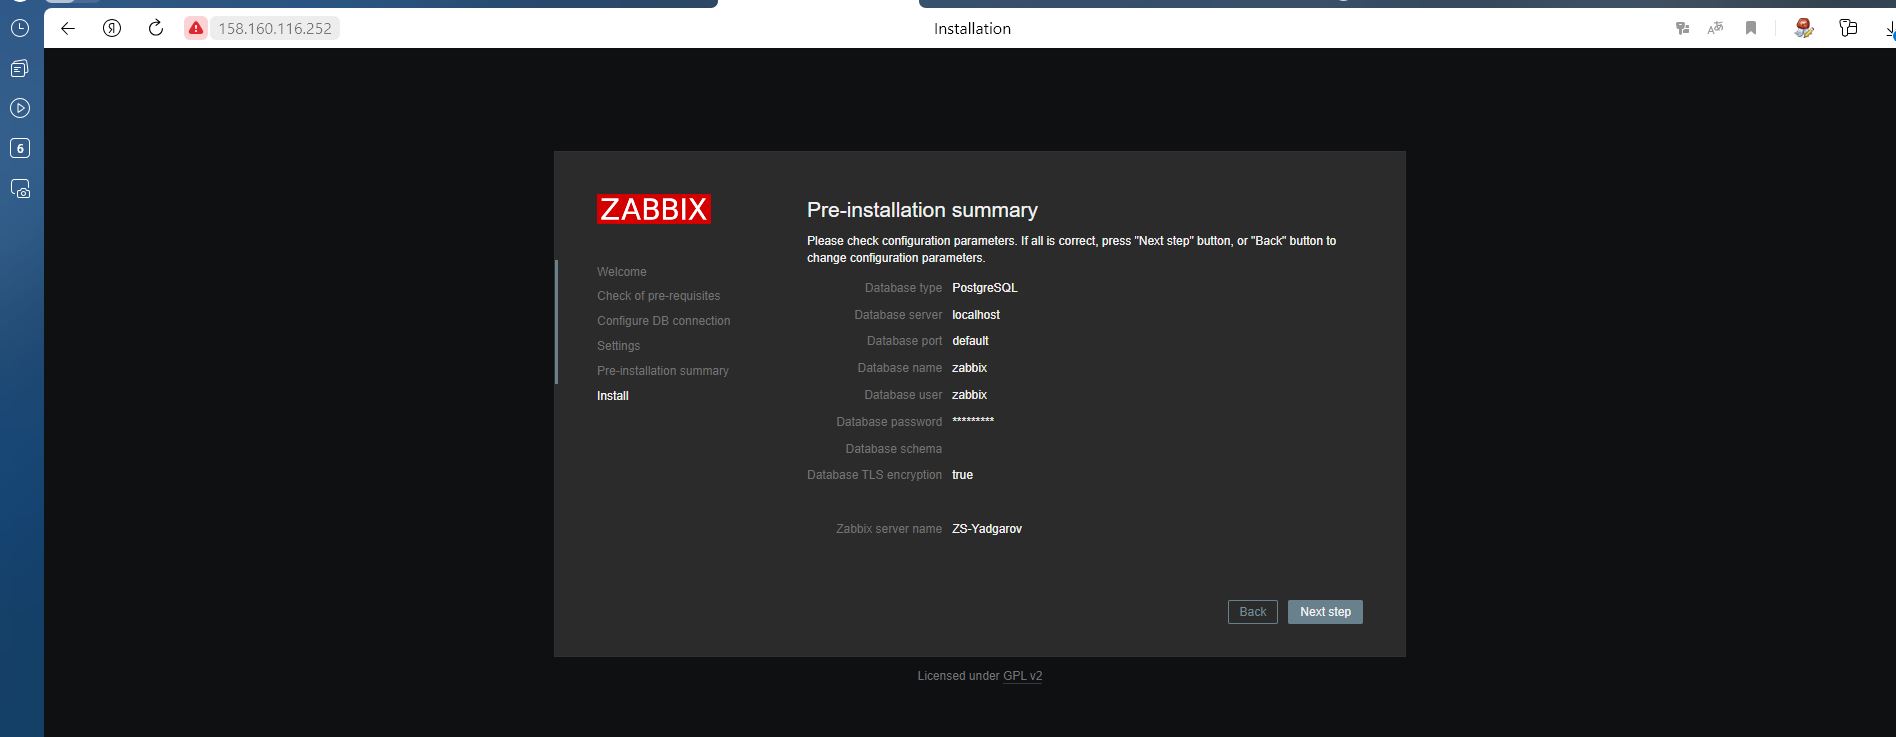 158.160.116.252
Installation
6
ZABBIX
Welcome
Check of pre-requisites
Configure DB connection
Settings
Pre-installation summary
Install
Pre-installation summary
Please check configuration parameters. If all is correct, press "Next step" button, or "Back" button to
change configuration parameters.
Database type PostgreSQL
Database server localhost
Database port default
Database name zabbix
Database user zabbix
Database password *********
Database schema
Database TLS encryption true
Zabbix server name ZS-Yadgarov
Back Next step
Licensed under GPL v2